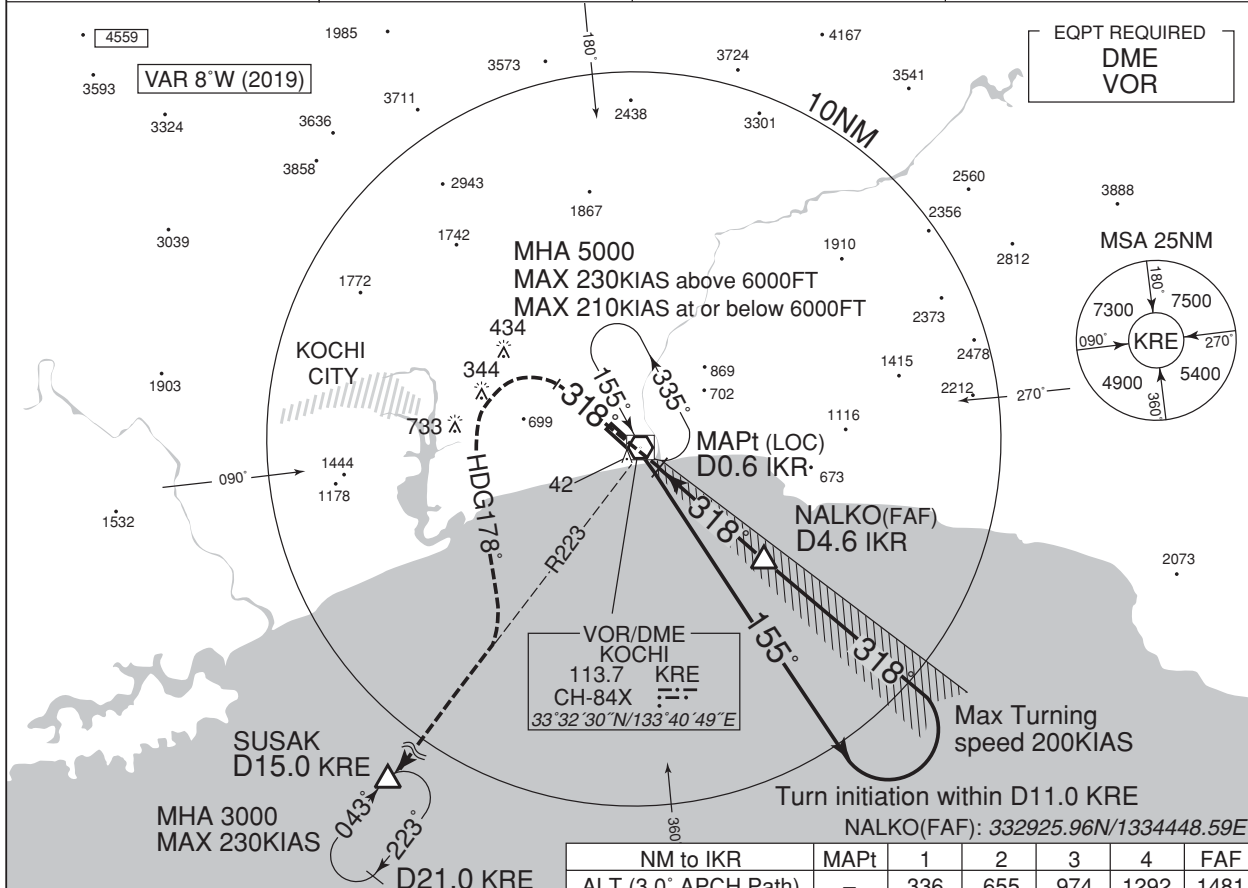 4559
1985
180°
3724
4167
EQPT REQUIRED
DME
VOR
3593
VAR 8°W (2019)
3573
3541
3324
3711
2438
3301
10NM
3636
3858
2943
1867
2560
3888
2356
3039
1742
MHA 5000
MAX 230KIAS above 6000FT
MAX 210KIAS at or below 6000FT
1910
2812
MSA 25NM
180°
7300
7500
090°
KRE
270°
4900
5400
360°
1772
434
2373
KOCHI
CITY
344
155°
335°
869
702
1415
2478
2212
270°
1903
733
699
318°
1116
MAPt (LOC)
D0.6 IKR
673
090°
1444
1178
HDG178°
42
1532
R223
318°
NALKO(FAF)
D4.6 IKR
2073
155°
318°
VOR/DME
KOCHI
113.7 KRE
CH-84X
33°32´30˝N/133°40´49˝E
Max Turning
speed 200KIAS
SUSAK
D15.0 KRE
360°
Turn initiation within D11.0 KRE
MHA 3000
MAX 230KIAS
043°
223°
NALKO(FAF): 332925.96N/1334448.59E
D21.0 KRE
NM to IKR MAPt 1 2 3 4 FAF
ALT (3.0° APCH Path) – 336 655 974 1292 1481